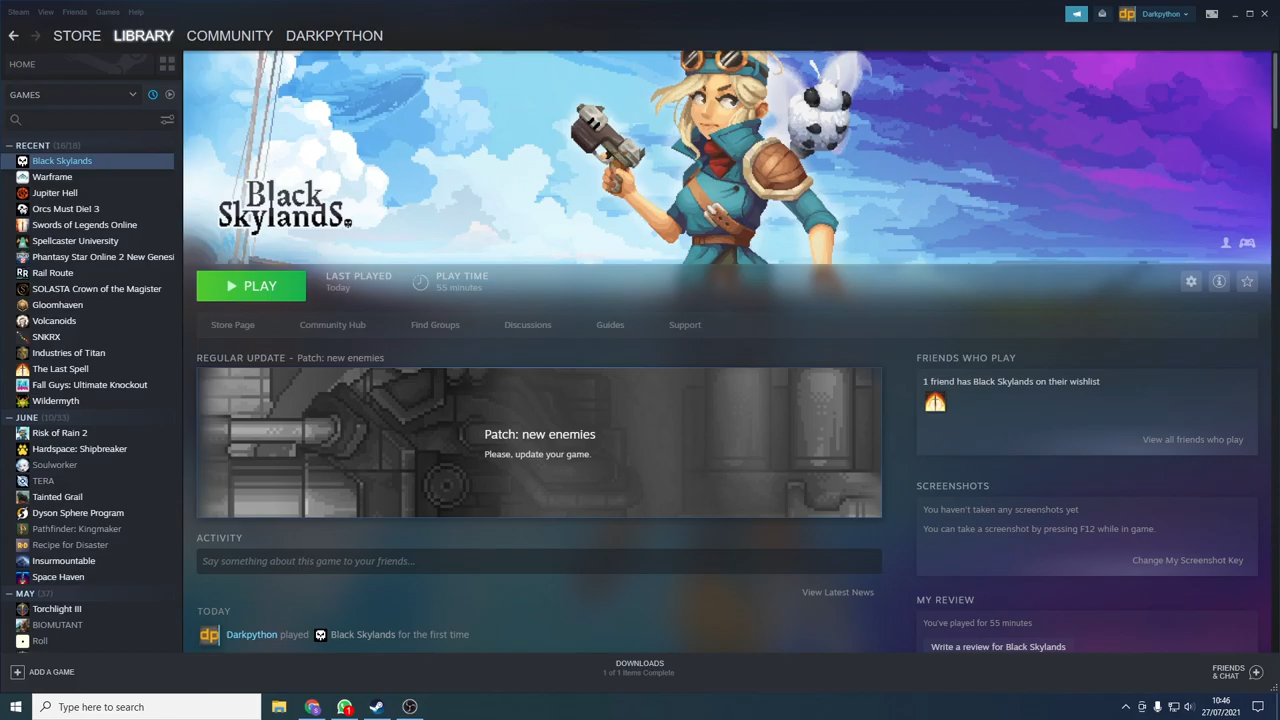 Steam View Friends Games Help
Darkpython
STORE LIBRARY COMMUNITY DARKPYTHON
HOME
GAMES
RECENT (16/18)
Black Skylands
Warframe
Jupiter Hell
Orcs Must Die! 3
Swords of Legends Online
Spellcaster University
Phantasy Star Online 2 New Genesi
Rail Route
SOLASTA Crown of the Magister
Gloomhaven
Volcanoids
SNKRX
Industries of Titan
The Last Spell
Fall Guys: Ultimate Knockout
Wildermyth
JUNE (10/33)
Risk of Rain 2
Hardspace: Shipbreaker
Soulworker
TERA
Tainted Grail
Dyson Sphere Program
Pathfinder: Kingmaker
Recipe for Disaster
Insurmountable
Space Haven
MAY (37)
Torchlight III
BIOMUTANT
Roll
ADD A GAME
Black
Skylands
PLAY
LAST PLAYED
Today
PLAY TIME
55 minutes
Store Page Community Hub Find Groups Discussions Guides Support
REGULAR UPDATE - Patch: new enemies
Patch: new enemies
Please, update your game.
ACTIVITY
Say something about this game to your friends...
View Latest News
TODAY
dp Darkpython played Black Skylands for the first time
FRIENDS WHO PLAY
1 friend has Black Skylands on their wishlist
View all friends who play
SCREENSHOTS
You haven't taken any screenshots yet
You can take a screenshot by pressing F12 while in game.
Change My Screenshot Key
MY REVIEW
You've played for 55 minutes
Write a review for Black Skylands
DOWNLOADS
1 of 1 Items Complete
FRIENDS
& CHAT
Type here to search
1
10:46
27/07/2021